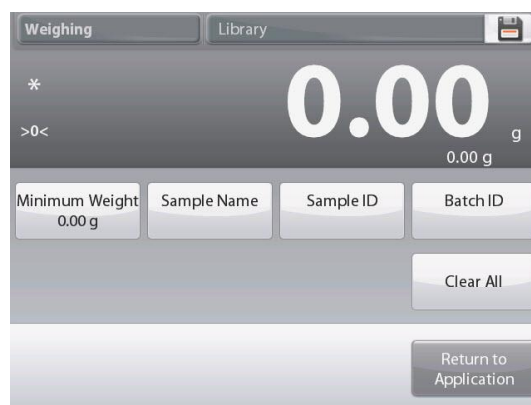 Weighing
Library
*
0.00 g
>0<
0.00 g
Minimum Weight
0.00 g
Sample Name
Sample ID
Batch ID
Clear All
Return to
Application